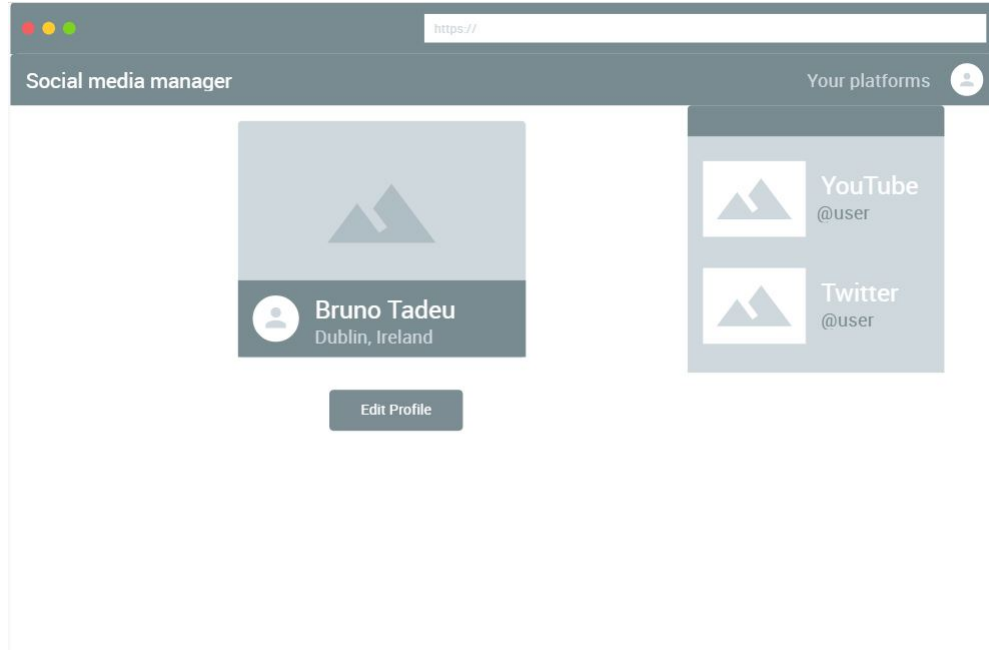 https://
Social media manager
Your platforms
Bruno Tadeu
Dublin, Ireland
Edit Profile
YouTube
@user
Twitter
@user